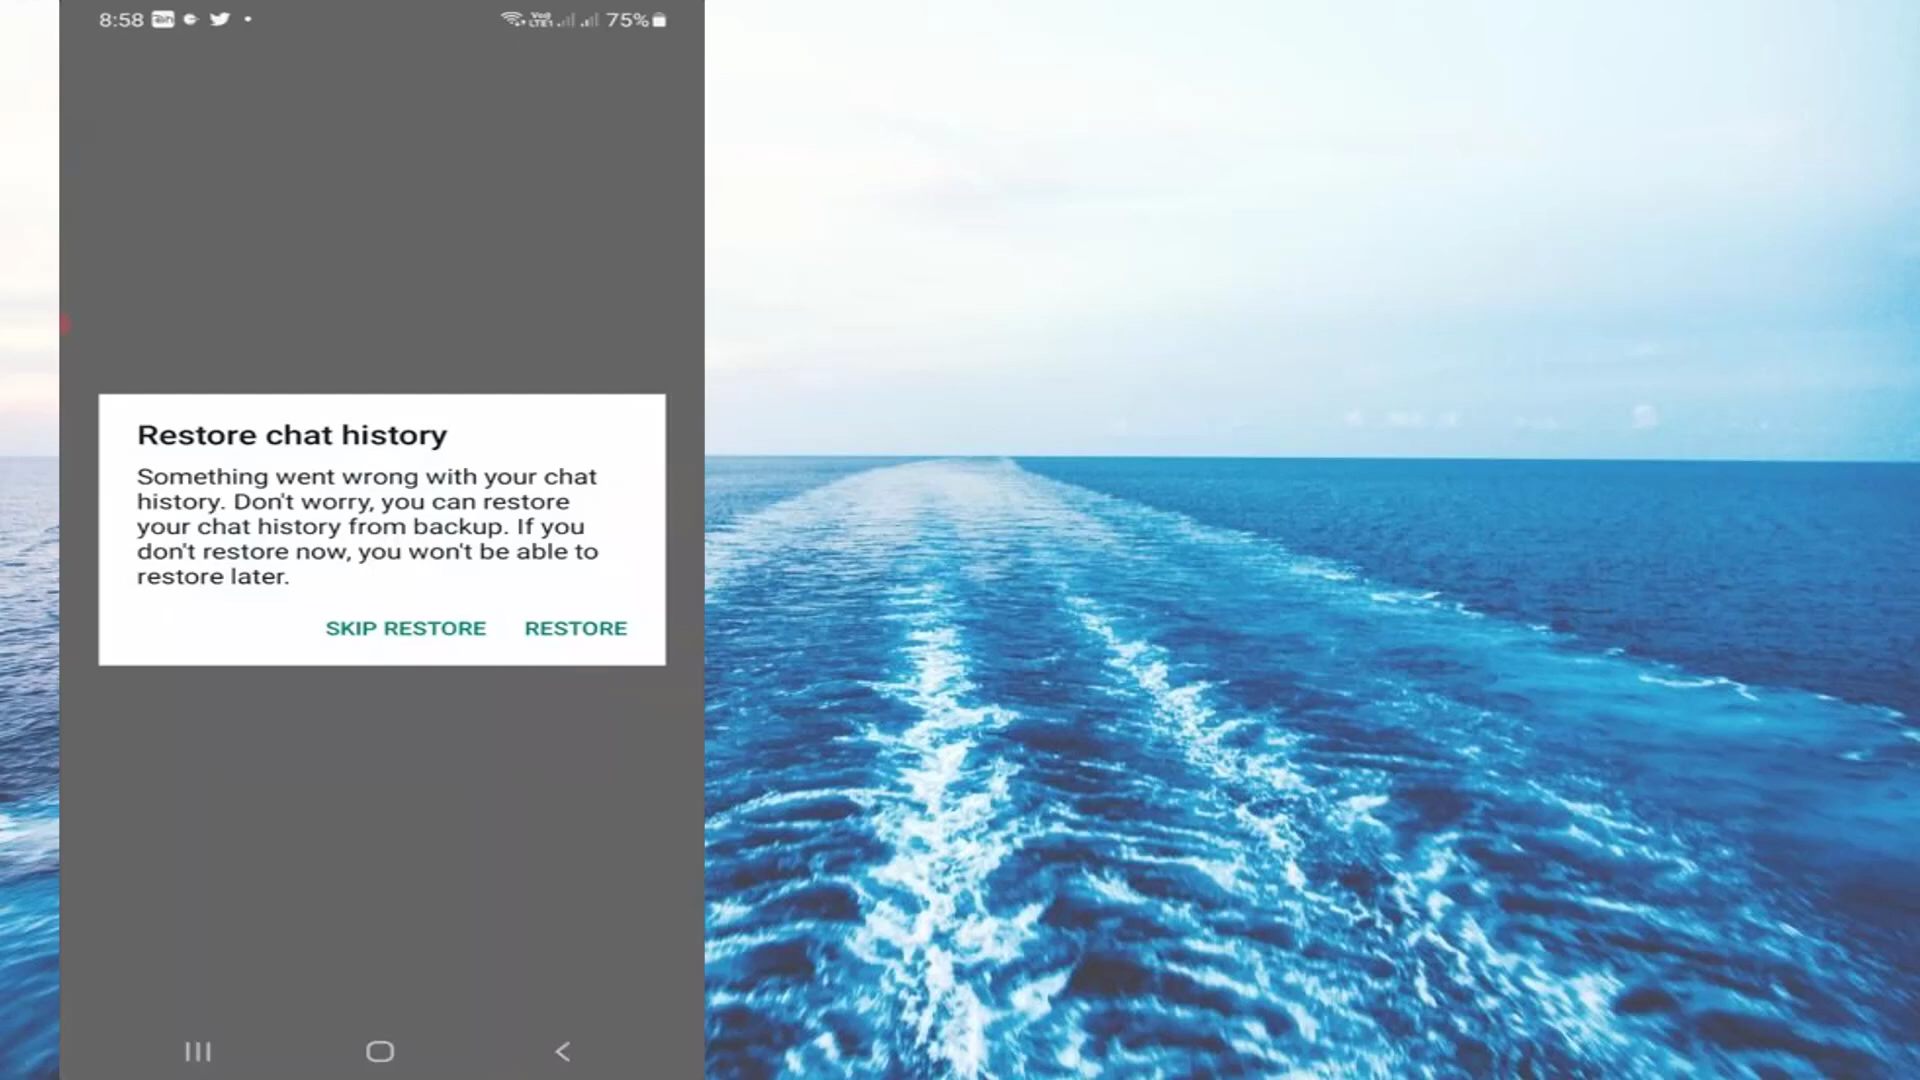 8:58
75%
Restore chat history
Something went wrong with your chat
history. Don't worry, you can restore
your chat history from backup. If you
don't restore now, you won't be able to
restore later.
SKIP RESTORE RESTORE